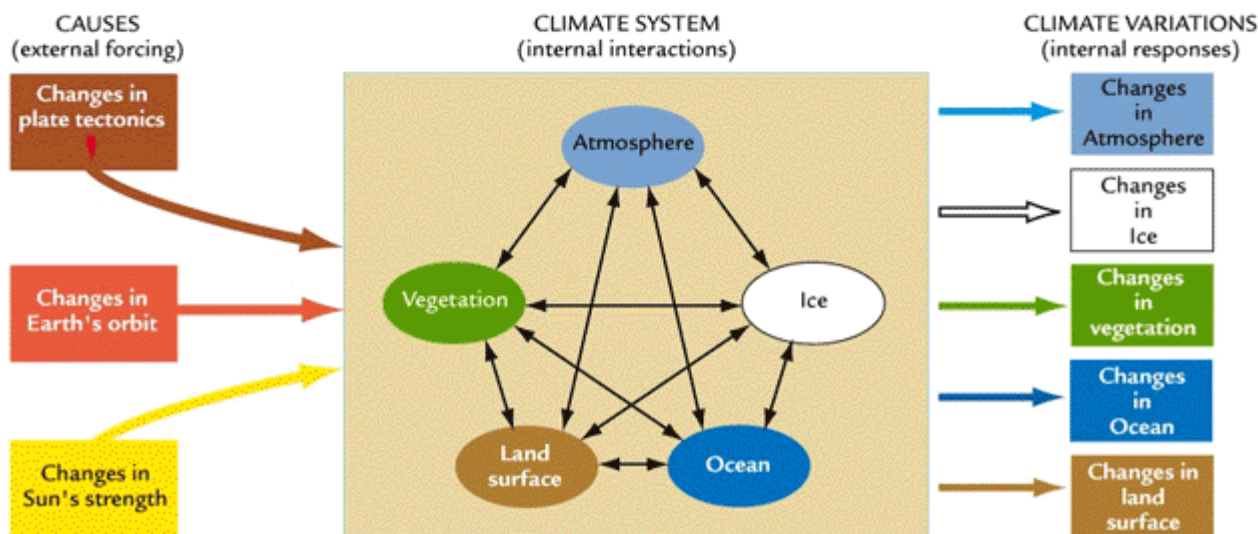 CAUSES
(external forcing)
Changes in
plate tectonics
Changes in
Earth's orbit
Changes in
Sun's strength
CLIMATE SYSTEM
(internal interactions)
Atmosphere
Vegetation
Ice
Land
surface
Ocean
CLIMATE VARIATIONS
(internal responses)
Changes
in
Atmosphere
Changes
in
Ice
Changes
in
vegetation
Changes
in
Ocean
Changes in
land
surface